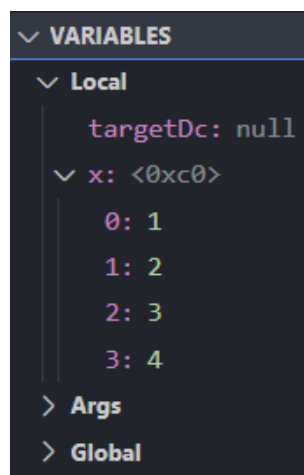 VARIABLES
Local
targetDc: null
x: <0xc0>
0: 1
1: 2
2: 3
3: 4
Args
Global